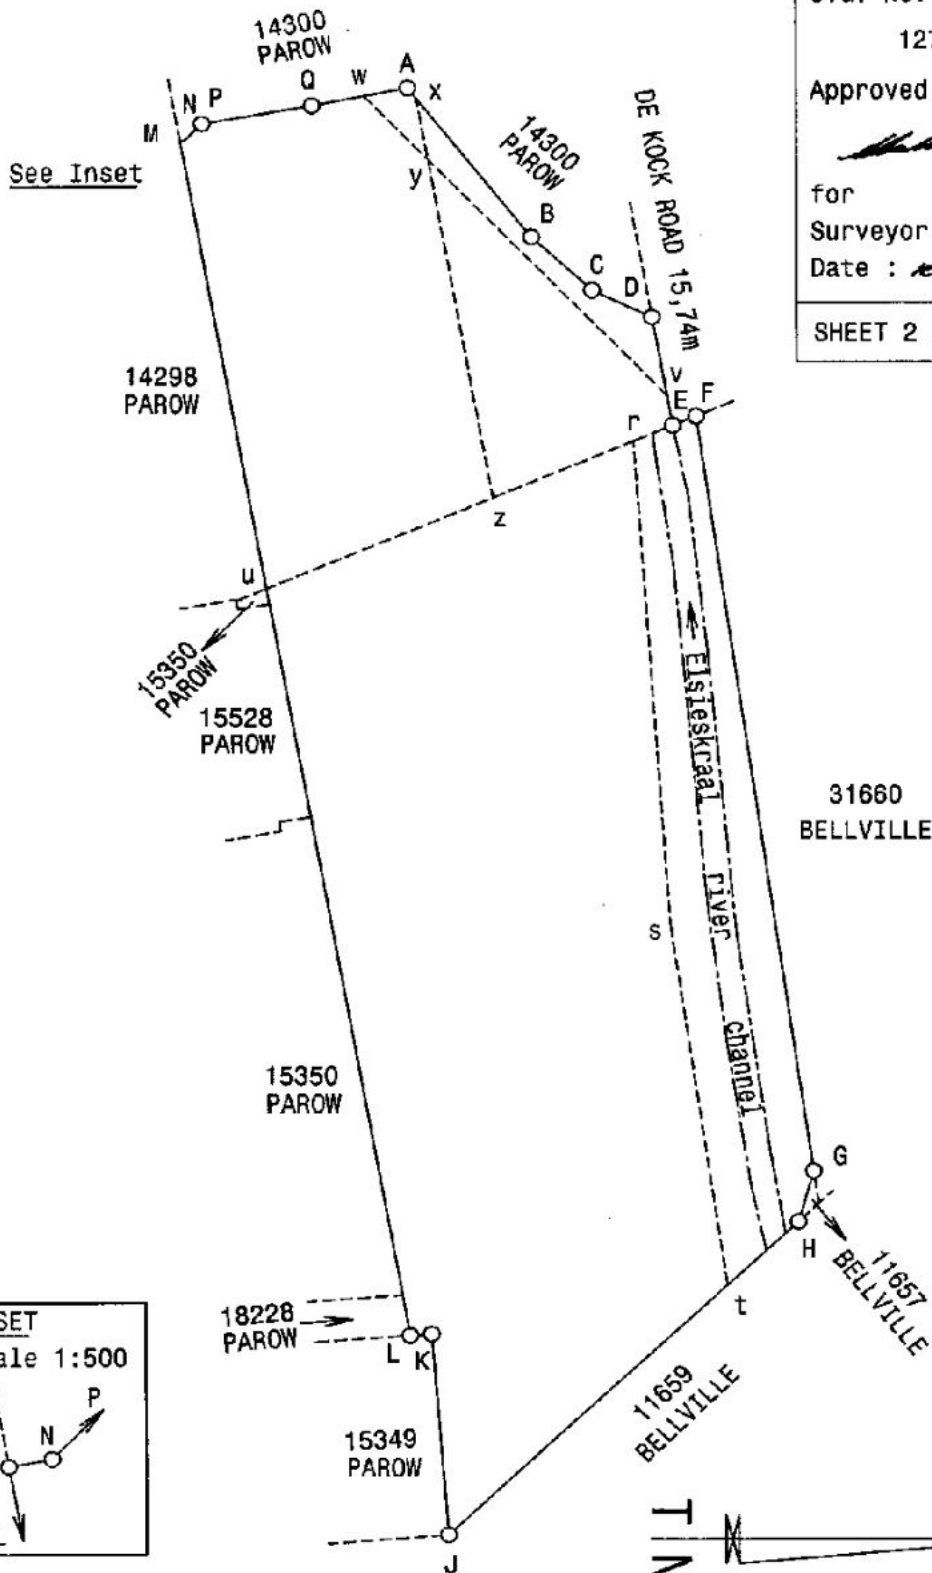 14300
PAROW
127
Approved
for
Surveyor
Date :
SHEET 2
A
Q
w
x
N P
M
See Inset
y
14300
PAROW
DE KOCK ROAD 15,74m
B
C
D
v
E
F
r
14298
PAROW
z
u
15350
PAROW
15528
PAROW
Elsieskraal river channel
31660
BELLVILLE
s
15350
PAROW
G
H
11657
BELLVILLE
18228
PAROW
L K
t
11659
BELLVILLE
15349
PAROW
J
SET
ale 1:500
P
N
T N